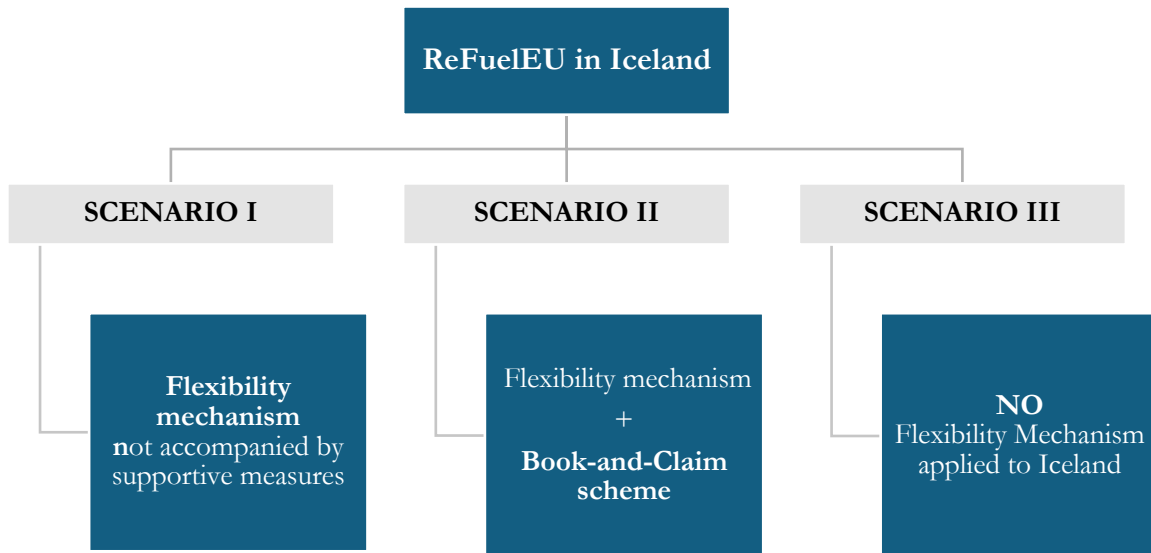 ReFuelEU in Iceland
SCENARIO I
SCENARIO II
SCENARIO III
Flexibility
mechanism
not accompanied by
supportive measures
Flexibility mechanism
+
Book-and-Claim
scheme
NO
Flexibility Mechanism
applied to Iceland